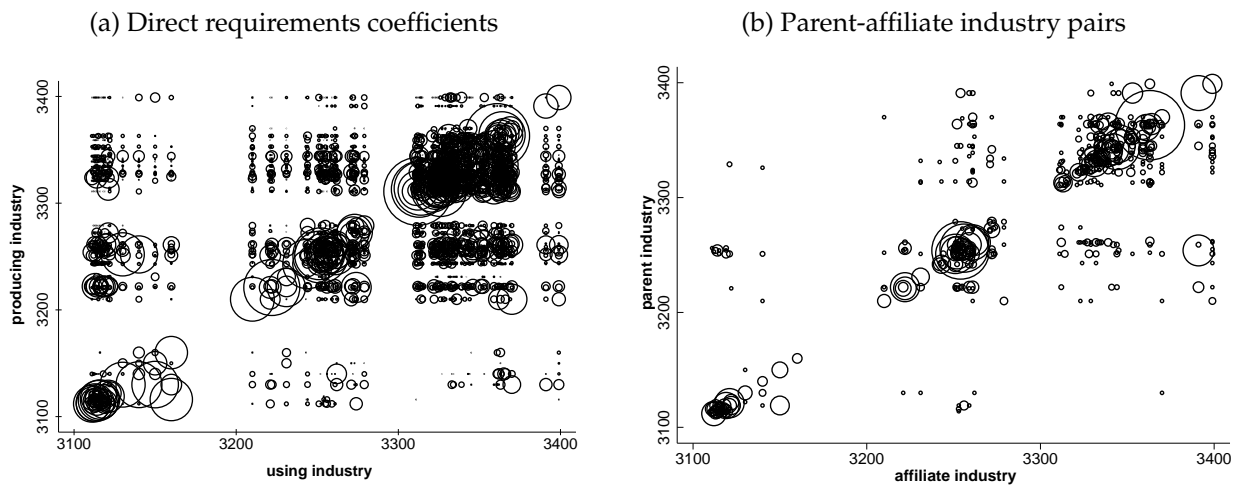 (a) Direct requirements coefficients
producing industry
3400
3300
3200
3100
3100 3200 3300 3400
using industry
(b) Parent-affiliate industry pairs
parent industry
3400
3300
3200
3100
3100 3200 3300 3400
affiliate industry